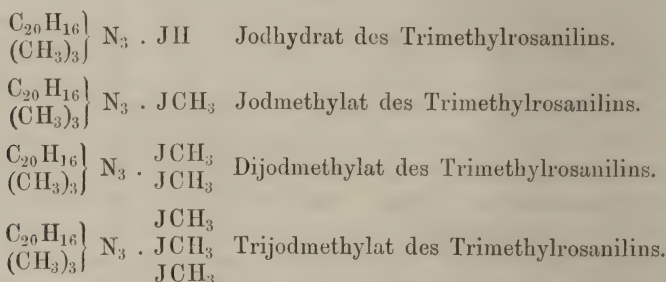 C₂₀H₁₆
(CH₃)₃} N₃ . JH Jodhydrat des Trimethylrosanilins.
C₂₀H₁₆
(CH₃)₃} N₃ . JCH₃ Jodmethylat des Trimethylrosanilins.
JCH₃
C₂₀H₁₆
(CH₃)₃} N₃ . JCH₃ Dijodmethylat des Trimethylrosanilins.
JCH₃
C₂₀H₁₆
(CH₃)₃} N₃ . JCH₃ Trijodmethylat des Trimethylrosanilins.
JCH₃